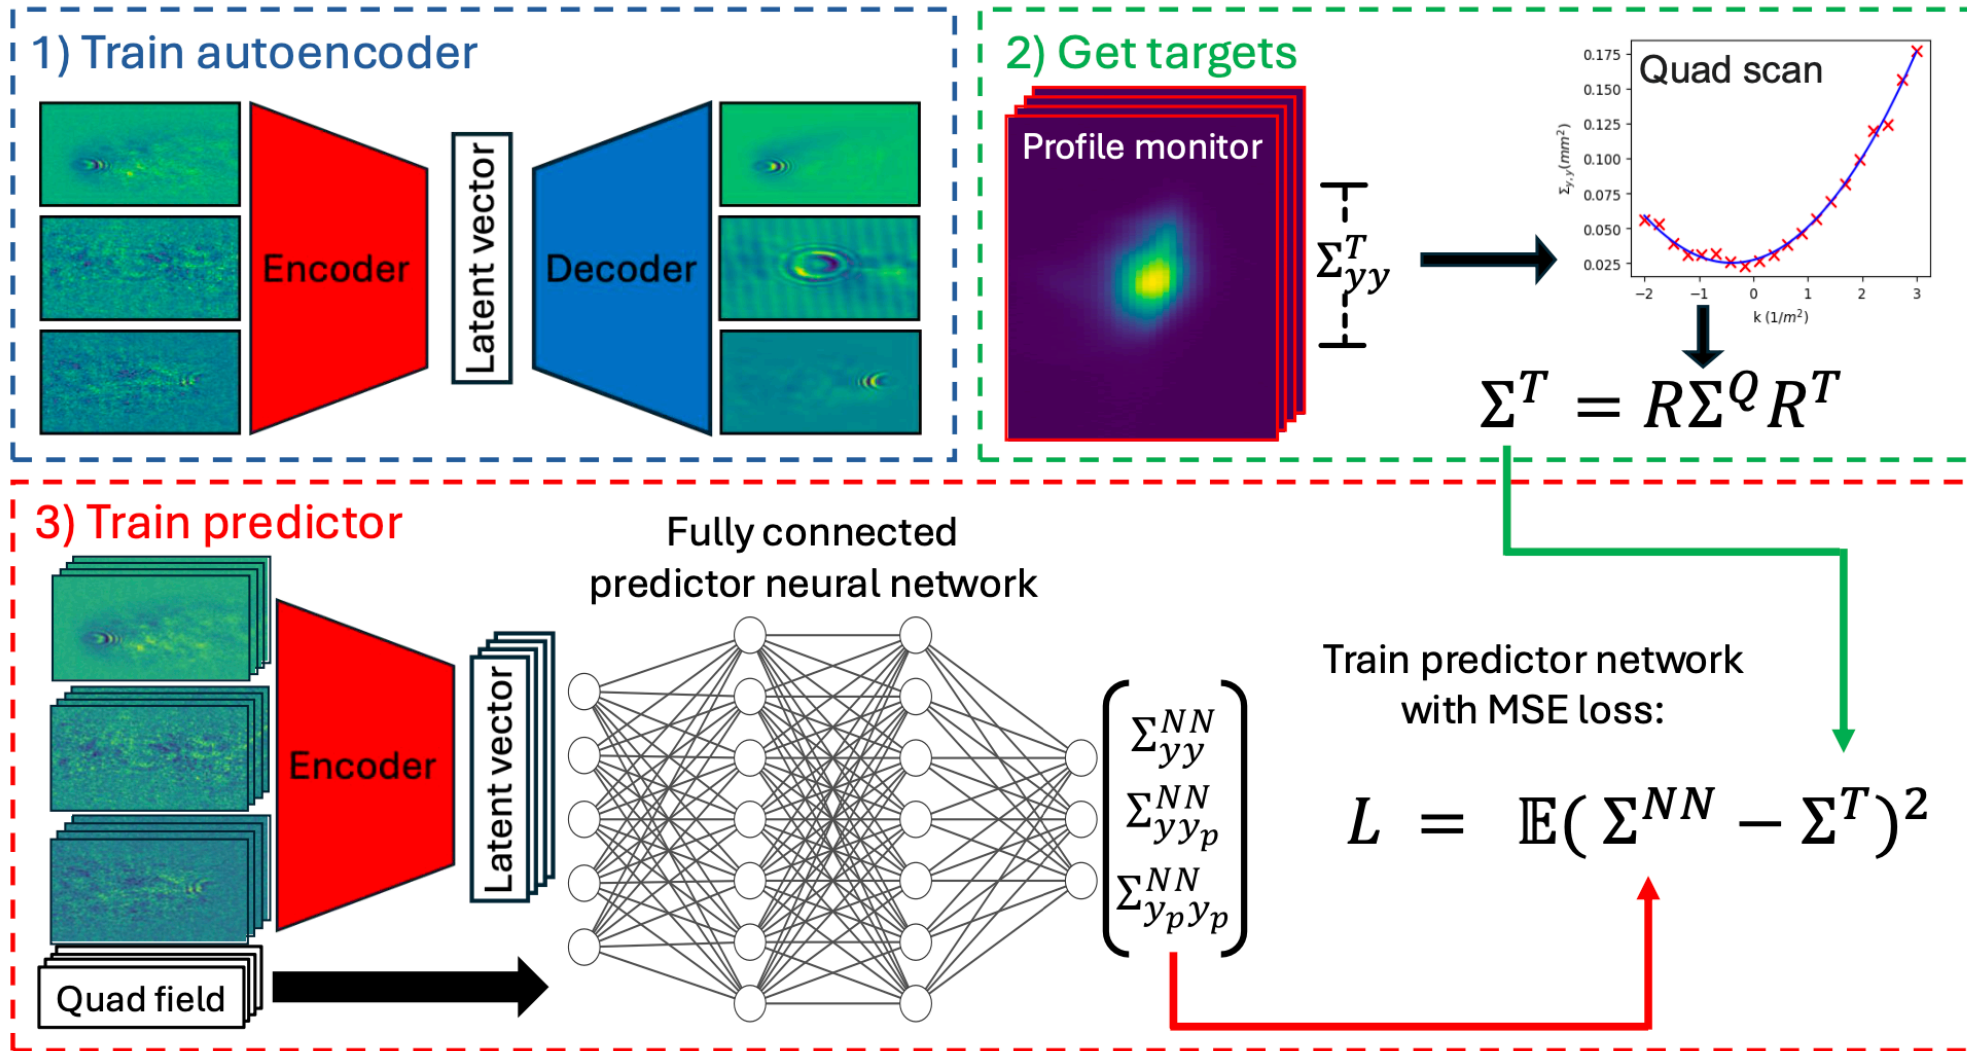 1) Train autoencoder
Encoder
Latent vector
Decoder
2) Get targets
Profile monitor
Σ^T_yy
Quad scan
0.175
0.150
0.125
0.100
0.075
0.050
0.025
Σ_y,y(mm²)
−2 −1 0 1 2 3
k (1/m²)
Σ^T = RΣ^Q R^T
3) Train predictor
Encoder
Latent vector
Quad field
Fully connected
predictor neural network
Σ^NN_yy
Σ^NN_yy_p
Σ^NN_y_p y_p
Train predictor network
with MSE loss:
L = 𝔼( Σ^NN − Σ^T)²